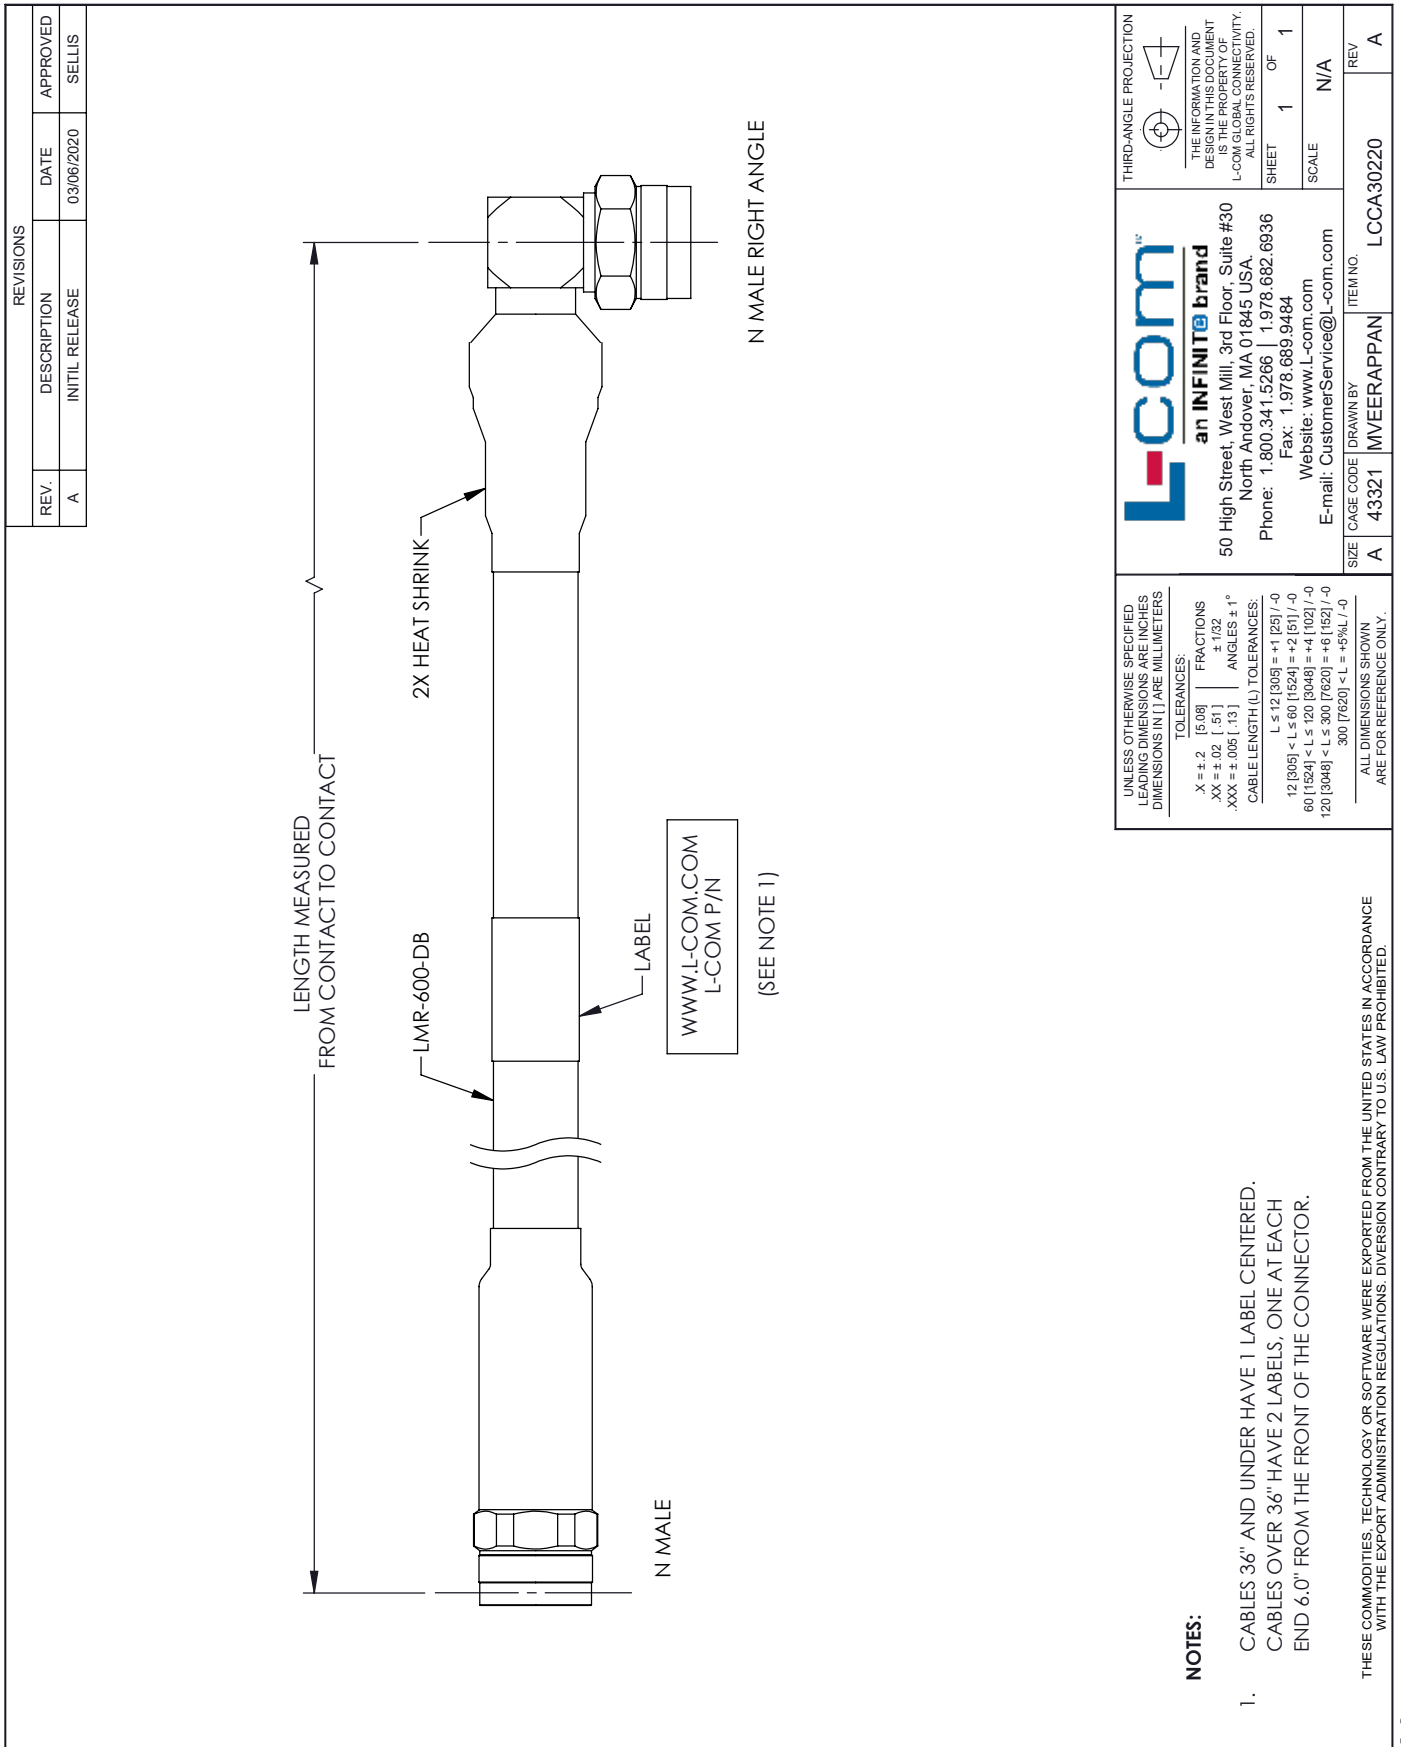 REVISIONS
REV.
DESCRIPTION
DATE
APPROVED
A
INITIL RELEASE
03/06/2020
SELLIS
LENGTH MEASURED
FROM CONTACT TO CONTACT
LMR-600-DB
2X HEAT SHRINK
LABEL
WWW.L-COM.COM
L-COM P/N
(SEE NOTE 1)
N MALE
N MALE RIGHT ANGLE
NOTES:
1. CABLES 36" AND UNDER HAVE 1 LABEL CENTERED.
CABLES OVER 36" HAVE 2 LABELS, ONE AT EACH
END 6.0" FROM THE FRONT OF THE CONNECTOR.
THESE COMMODITIES, TECHNOLOGY OR SOFTWARE WERE EXPORTED FROM THE UNITED STATES IN ACCORDANCE
WITH THE EXPORT ADMINISTRATION REGULATIONS. DIVERSION CONTRARY TO U.S. LAW PROHIBITED.
UNLESS OTHERWISE SPECIFIED
LEADING DIMENSIONS ARE INCHES
DIMENSIONS IN [ ] ARE MILLIMETERS
TOLERANCES:
.X = ±.2 [5.08] FRACTIONS
.XX = ±.02 [.51] ± 1/32
.XXX = ±.005 [.13] ANGLES ± 1°
CABLE LENGTH (L) TOLERANCES:
L ≤ 12 [305] = +1 [25] / -0
12 [305] < L ≤ 60 [1524] = +2 [51] / -0
60 [1524] < L ≤ 120 [3048] = +4 [102] / -0
120 [3048] < L ≤ 300 [7620] = +6 [152] / -0
300 [7620] < L = +5%L / -0
ALL DIMENSIONS SHOWN
ARE FOR REFERENCE ONLY.
L-com
an INFINIT@ brand
50 High Street, West Mill, 3rd Floor, Suite #30
North Andover, MA 01845 USA.
Phone: 1.800.341.5266 | 1.978.682.6936
Fax: 1.978.689.9484
Website: www.L-com.com
E-mail: CustomerService@L-com.com
THIRD-ANGLE PROJECTION
THE INFORMATION AND
DESIGN IN THIS DOCUMENT
IS THE PROPERTY OF
L-COM GLOBAL CONNECTIVITY.
ALL RIGHTS RESERVED.
SHEET 1 OF 1
SCALE N/A
SIZE A
CAGE CODE 43321
DRAWN BY MVEERAPPAN
ITEM NO. LCCA30220
REV A